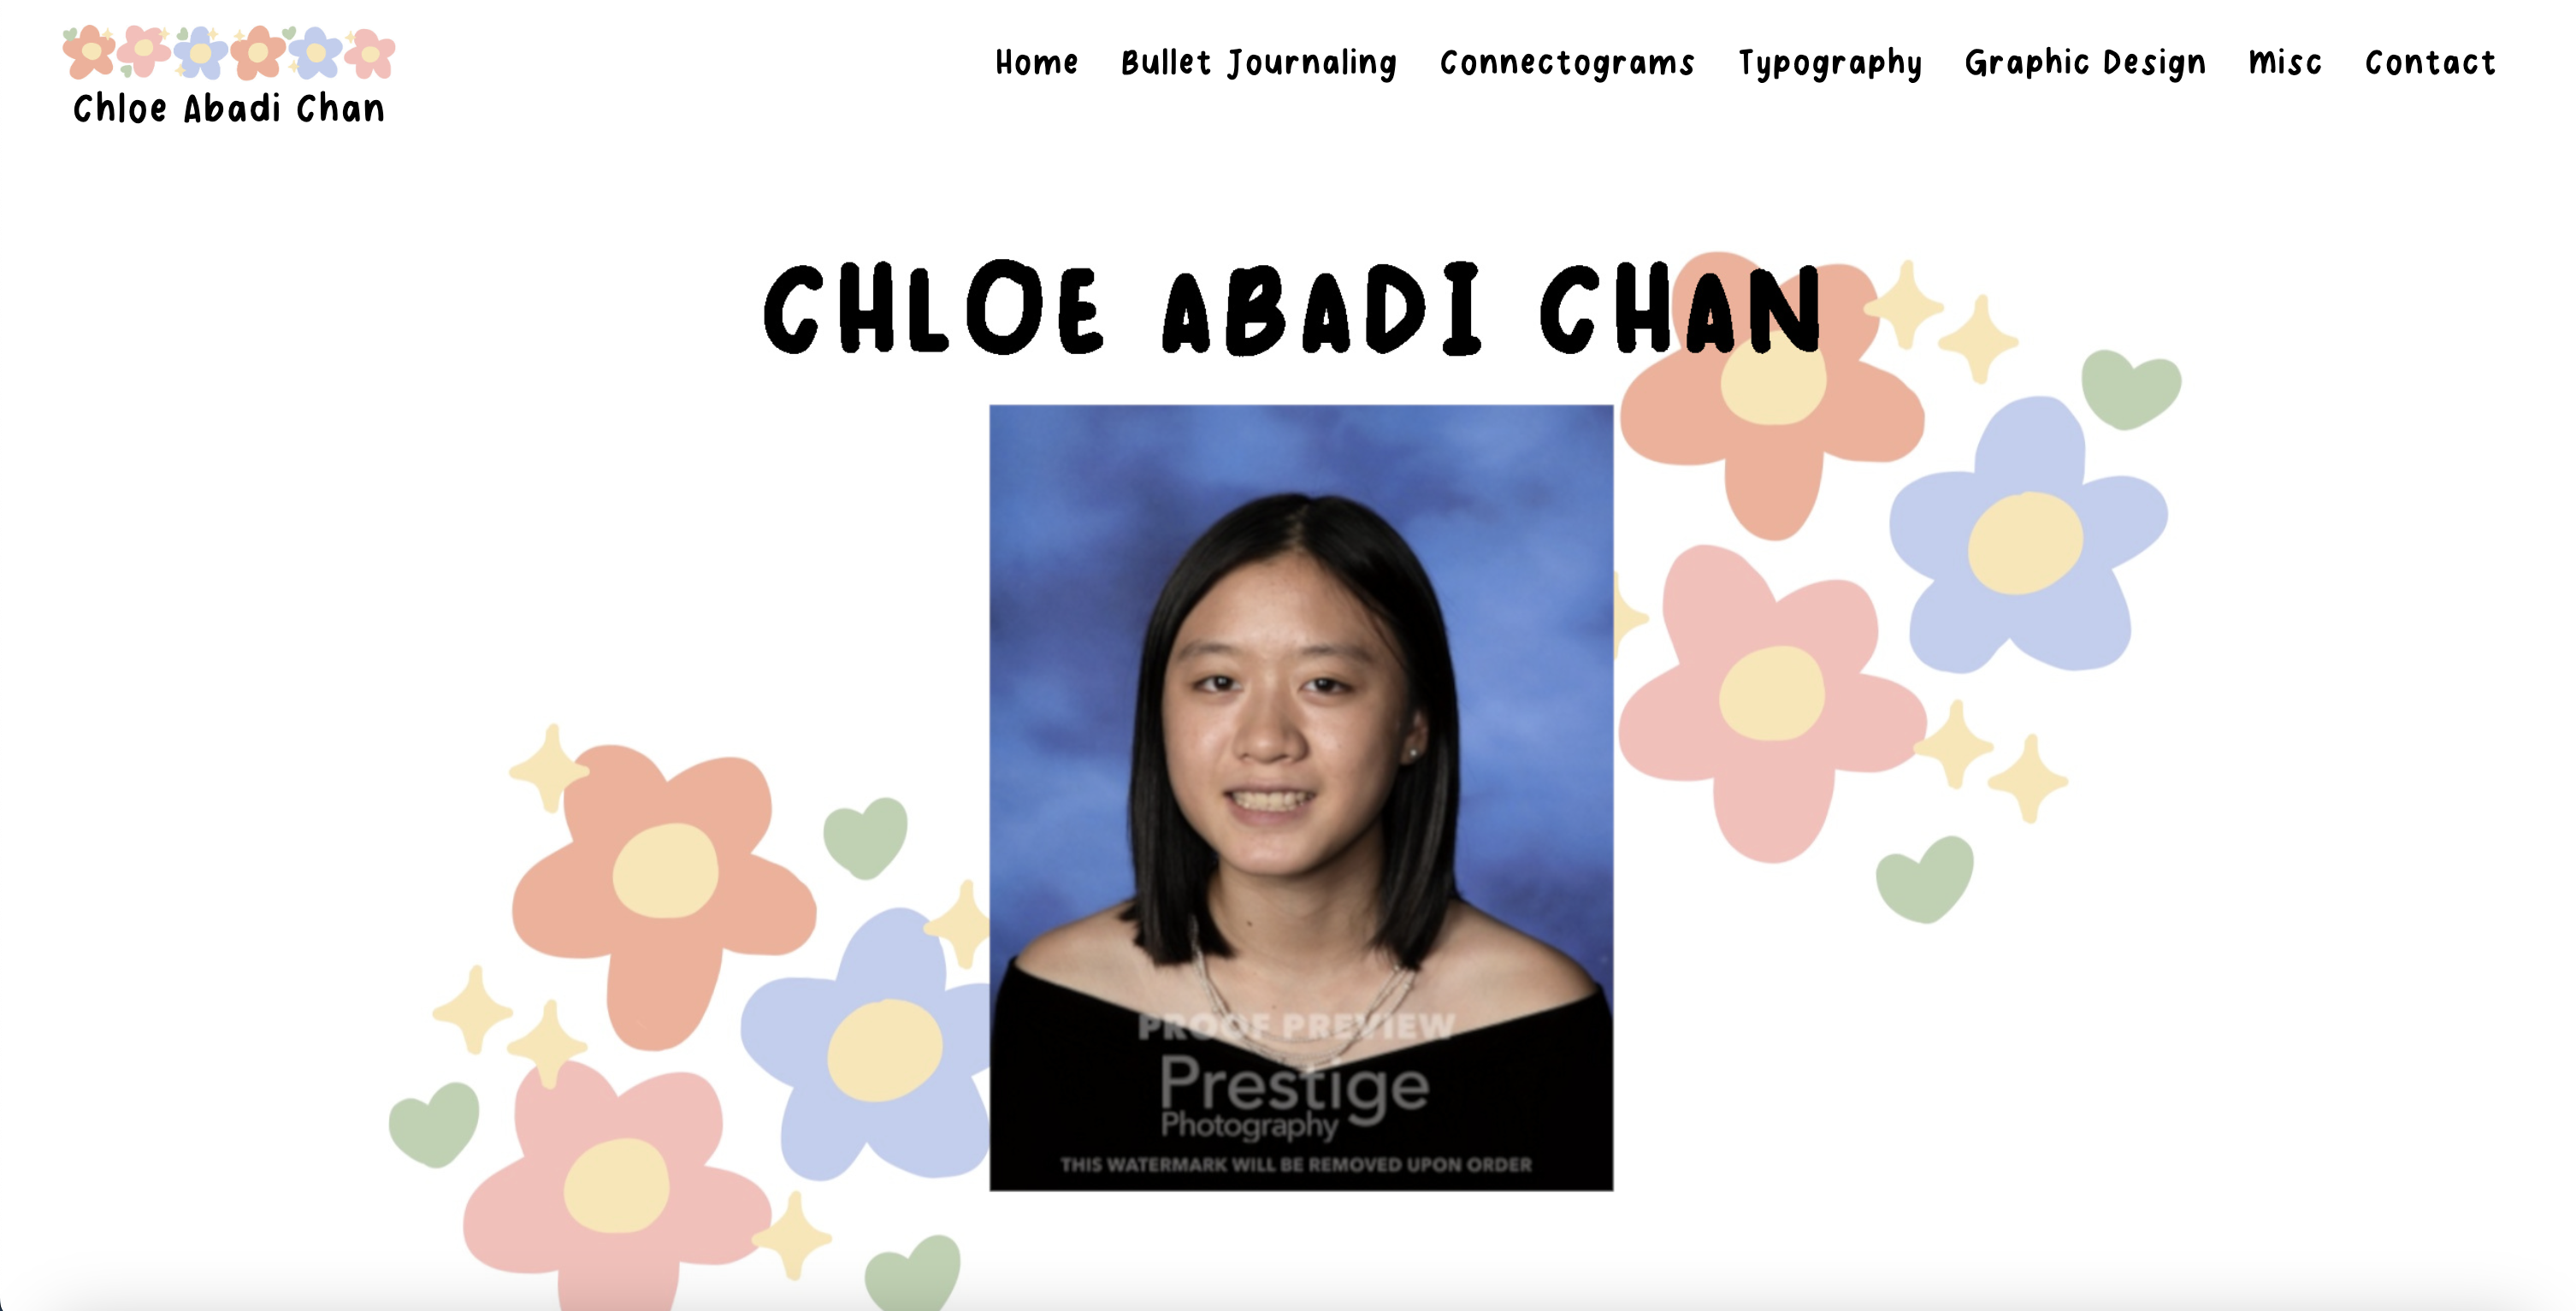 Chloe Abadi Chan
Home Bullet Journaling Connectograms Typography Graphic Design Misc Contact
CHLOE ABADI CHAN
PROOF PREVIEW
Prestige
Photography
THIS WATERMARK WILL BE REMOVED UPON ORDER